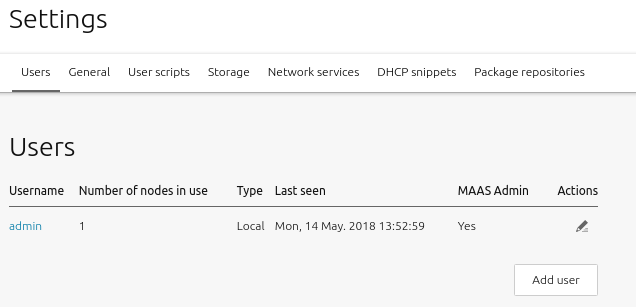 Settings
Users General User scripts Storage Network services DHCP snippets Package repositories
Users
Username Number of nodes in use Type Last seen MAAS Admin Actions
admin 1 Local Mon, 14 May. 2018 13:52:59 Yes
Add user